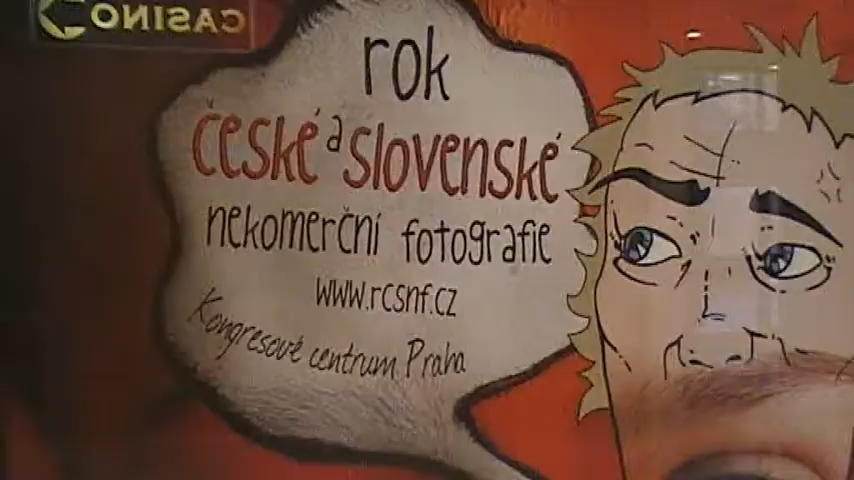 CASINO
rok
české a slovenské
nekomerční fotografie
www.rcsnf.cz
Kongresové centrum Praha